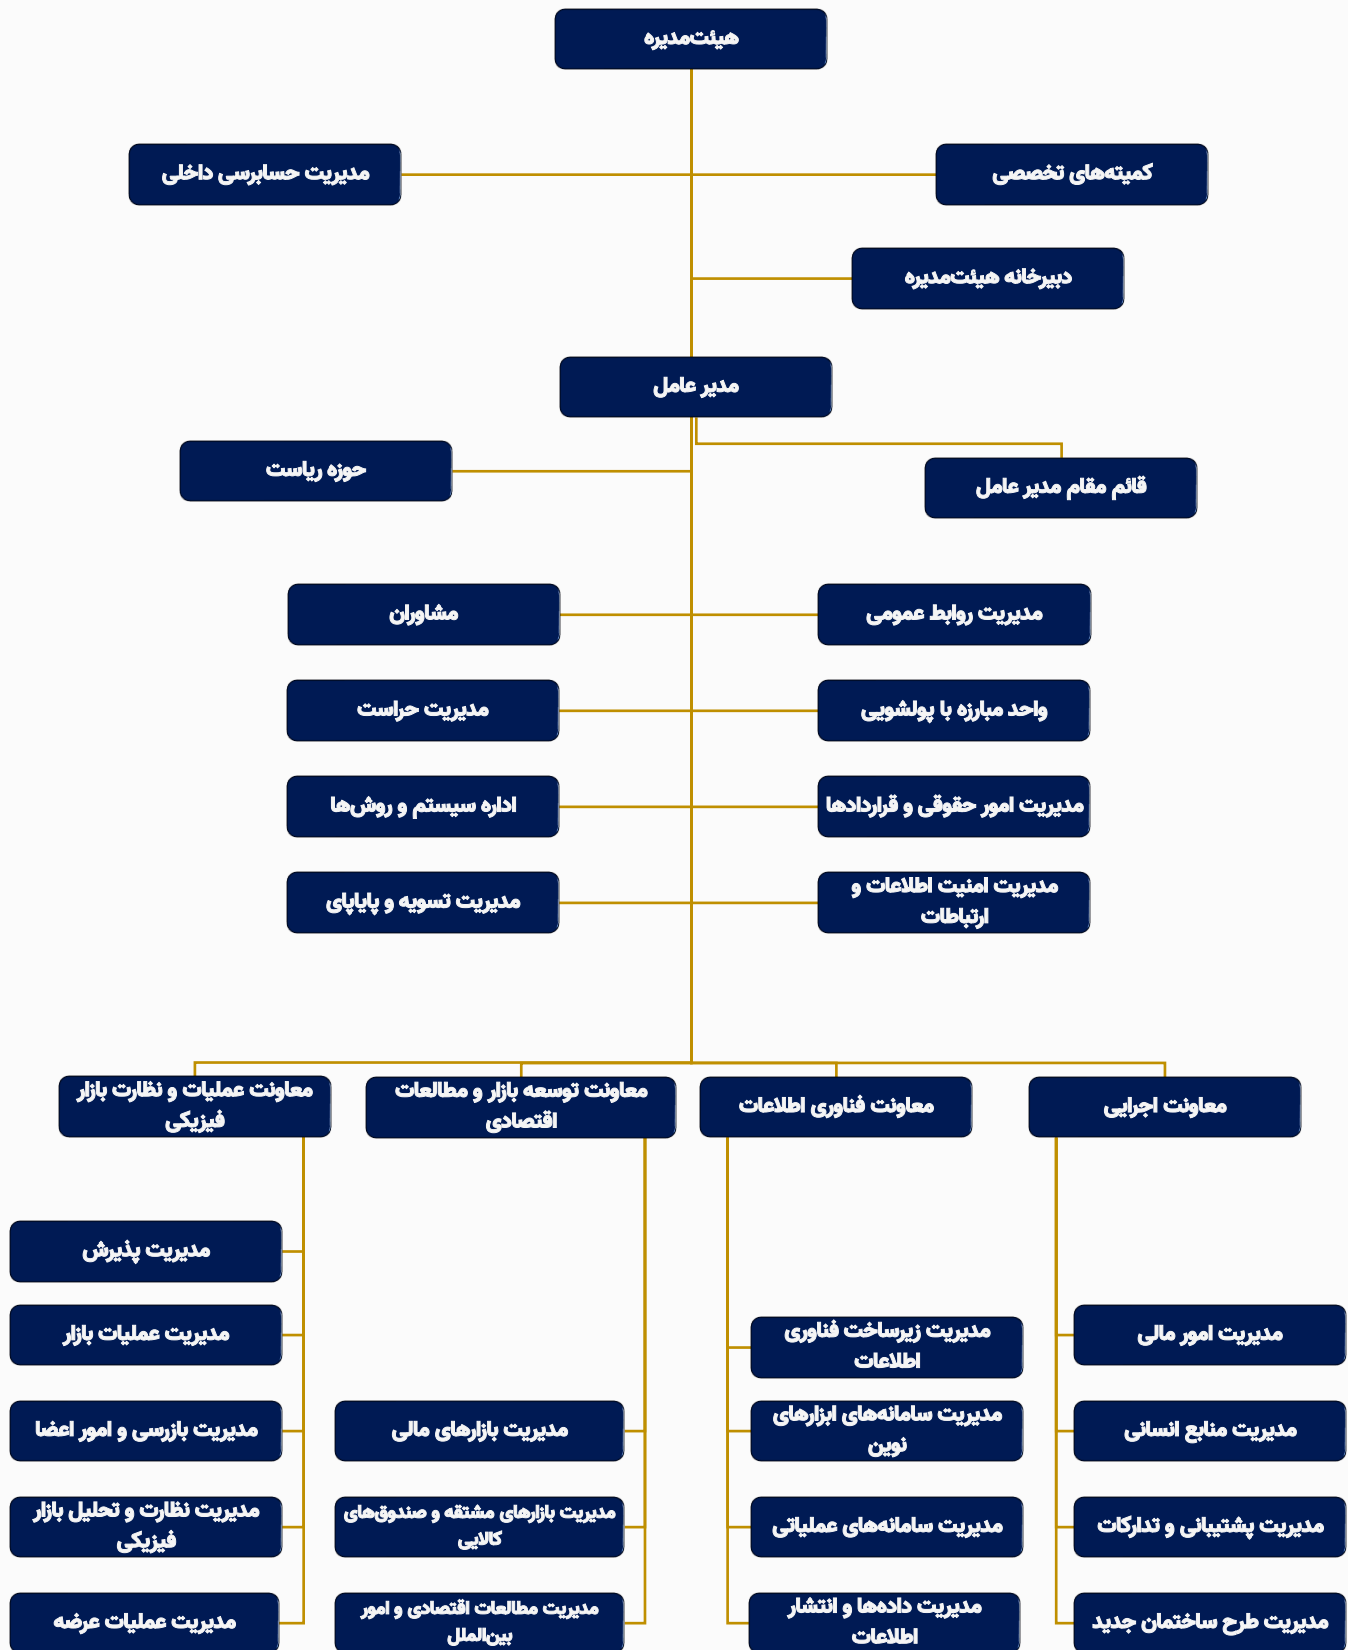 هیئت‌مدیره
کمیته‌های تخصصی
مدیریت حسابرسی داخلی
دبیرخانه هیئت‌مدیره
مدیر عامل
قائم مقام مدیر عامل
حوزه ریاست
مدیریت روابط عمومی
مشاوران
واحد مبارزه با پولشویی
مدیریت حراست
مدیریت امور حقوقی و قراردادها
اداره سیستم و روش‌ها
مدیریت امنیت اطلاعات و
ارتباطات
مدیریت تسویه و پایاپای
معاونت اجرایی
مدیریت امور مالی
مدیریت منابع انسانی
مدیریت پشتیبانی و تدارکات
مدیریت طرح ساختمان جدید
معاونت فناوری اطلاعات
مدیریت زیرساخت فناوری
اطلاعات
مدیریت سامانه‌های ابزارهای
نوین
مدیریت سامانه‌های عملیاتی
مدیریت داده‌ها و انتشار
اطلاعات
معاونت توسعه بازار و مطالعات
اقتصادی
مدیریت بازارهای مالی
مدیریت بازارهای مشتقه و صندوق‌های
کالایی
مدیریت مطالعات اقتصادی و امور
بین‌الملل
معاونت عملیات و نظارت بازار
فیزیکی
مدیریت پذیرش
مدیریت عملیات بازار
مدیریت بازرسی و امور اعضا
مدیریت نظارت و تحلیل بازار
فیزیکی
مدیریت عملیات عرضه